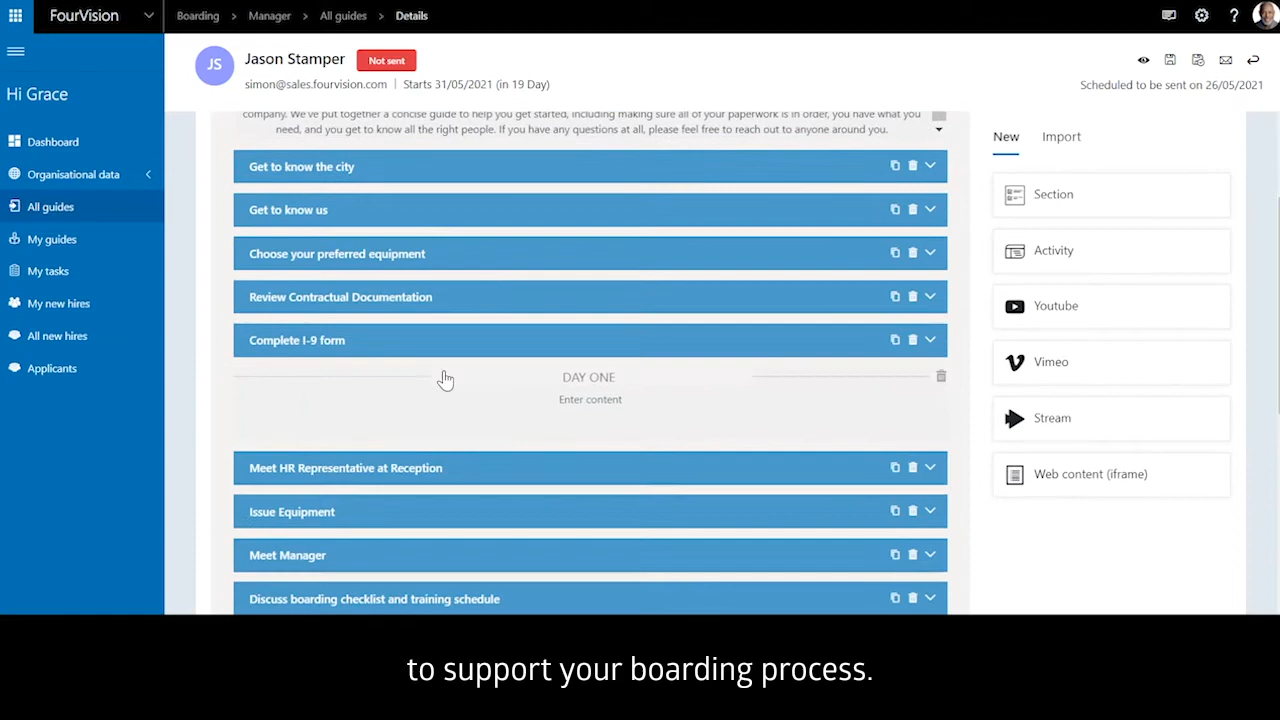 FourVision
Boarding > Manager > All guides > Details
Hi Grace
Dashboard
Organisational data
All guides
My guides
My tasks
My new hires
All new hires
Applicants
JS
Jason Stamper
Not sent
simon@sales.fourvision.com | Starts 31/05/2021 (in 19 Day)
Scheduled to be sent on 26/05/2021
company. We've put together a concise guide to help you get started, including making sure all of your paperwork is in order, you have what you
need, and you get to know all the right people. If you have any questions at all, please feel free to reach out to anyone around you.
Get to know the city
Get to know us
Choose your preferred equipment
Review Contractual Documentation
Complete I-9 form
DAY ONE
Enter content
Meet HR Representative at Reception
Issue Equipment
Meet Manager
Discuss boarding checklist and training schedule
New
Import
Section
Activity
Youtube
Vimeo
Stream
Web content (iframe)
to support your boarding process.